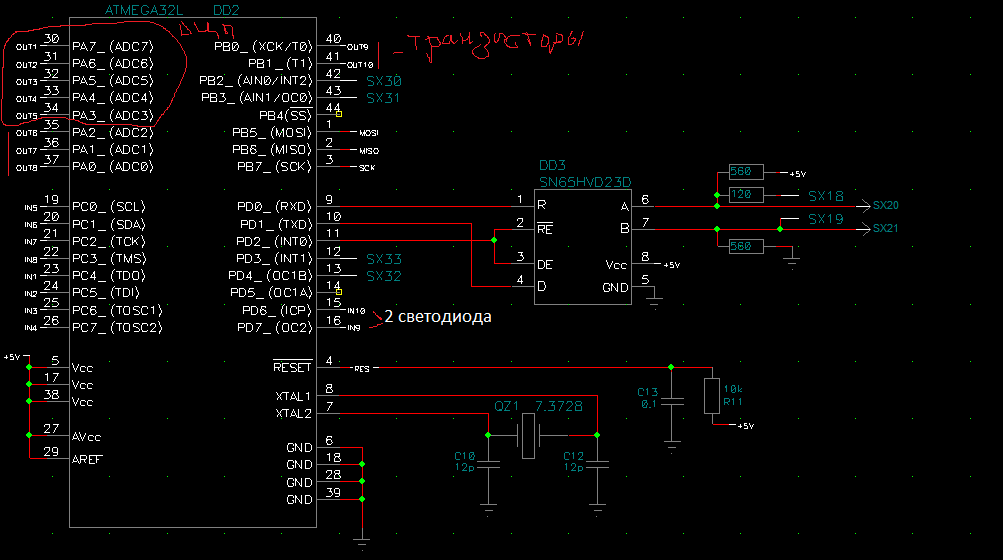 ATMEGA32L DD2
АЦП
OUT1 30 PA7_(ADC7) PB0_(XCK/T0) 40 OUT9
- транзисторы
OUT2 31 PA6_(ADC6) PB1_(T1) 41 OUT10
OUT3 32 PA5_(ADC5) PB2_(AIN0/INT2) 42 SX30
OUT4 33 PA4_(ADC4) PB3_(AIN1/OC0) 43 SX31
OUT5 34 PA3_(ADC3) PB4(SS) 44
OUT6 35 PA2_(ADC2) PB5_(MOSI) 1 MOSI
OUT7 36 PA1_(ADC1) PB6_(MISO) 2 MISO
OUT8 37 PA0_(ADC0) PB7_(SCK) 3 SCK
DD3
SN65HVD23D
560 +5V
120 SX18
IN5 19 PC0_(SCL) PD0_(RXD) 9 1 R A 6 SX20
IN6 20 PC1_(SDA) PD1_(TXD) 10 2 RE B 7 SX19 SX21
IN7 21 PC2_(TCK) PD2_(INT0) 11 560
IN8 22 PC3_(TMS) PD3_(INT1) 12 SX33 3 DE Vcc 8 +5V
IN1 23 PC4_(TDO) PD4_(OC1B) 13 SX32 4 D GND 5
IN2 24 PC5_(TDI) PD5_(OC1A) 14
IN3 25 PC6_(TOSC1) PD6_(ICP) 15 IN10
2 светодиода
IN4 26 PC7_(TOSC2) PD7_(OC2) 16 IN9
+5V
5 Vcc RESET 4 RES
17 Vcc
38 Vcc XTAL1 8
C13 0.1 10k R11
XTAL2 7 QZ1 7.3728
+5V
27 AVcc
29 AREF GND 6
GND 18 C10 12p C12 12p
GND 28
GND 39